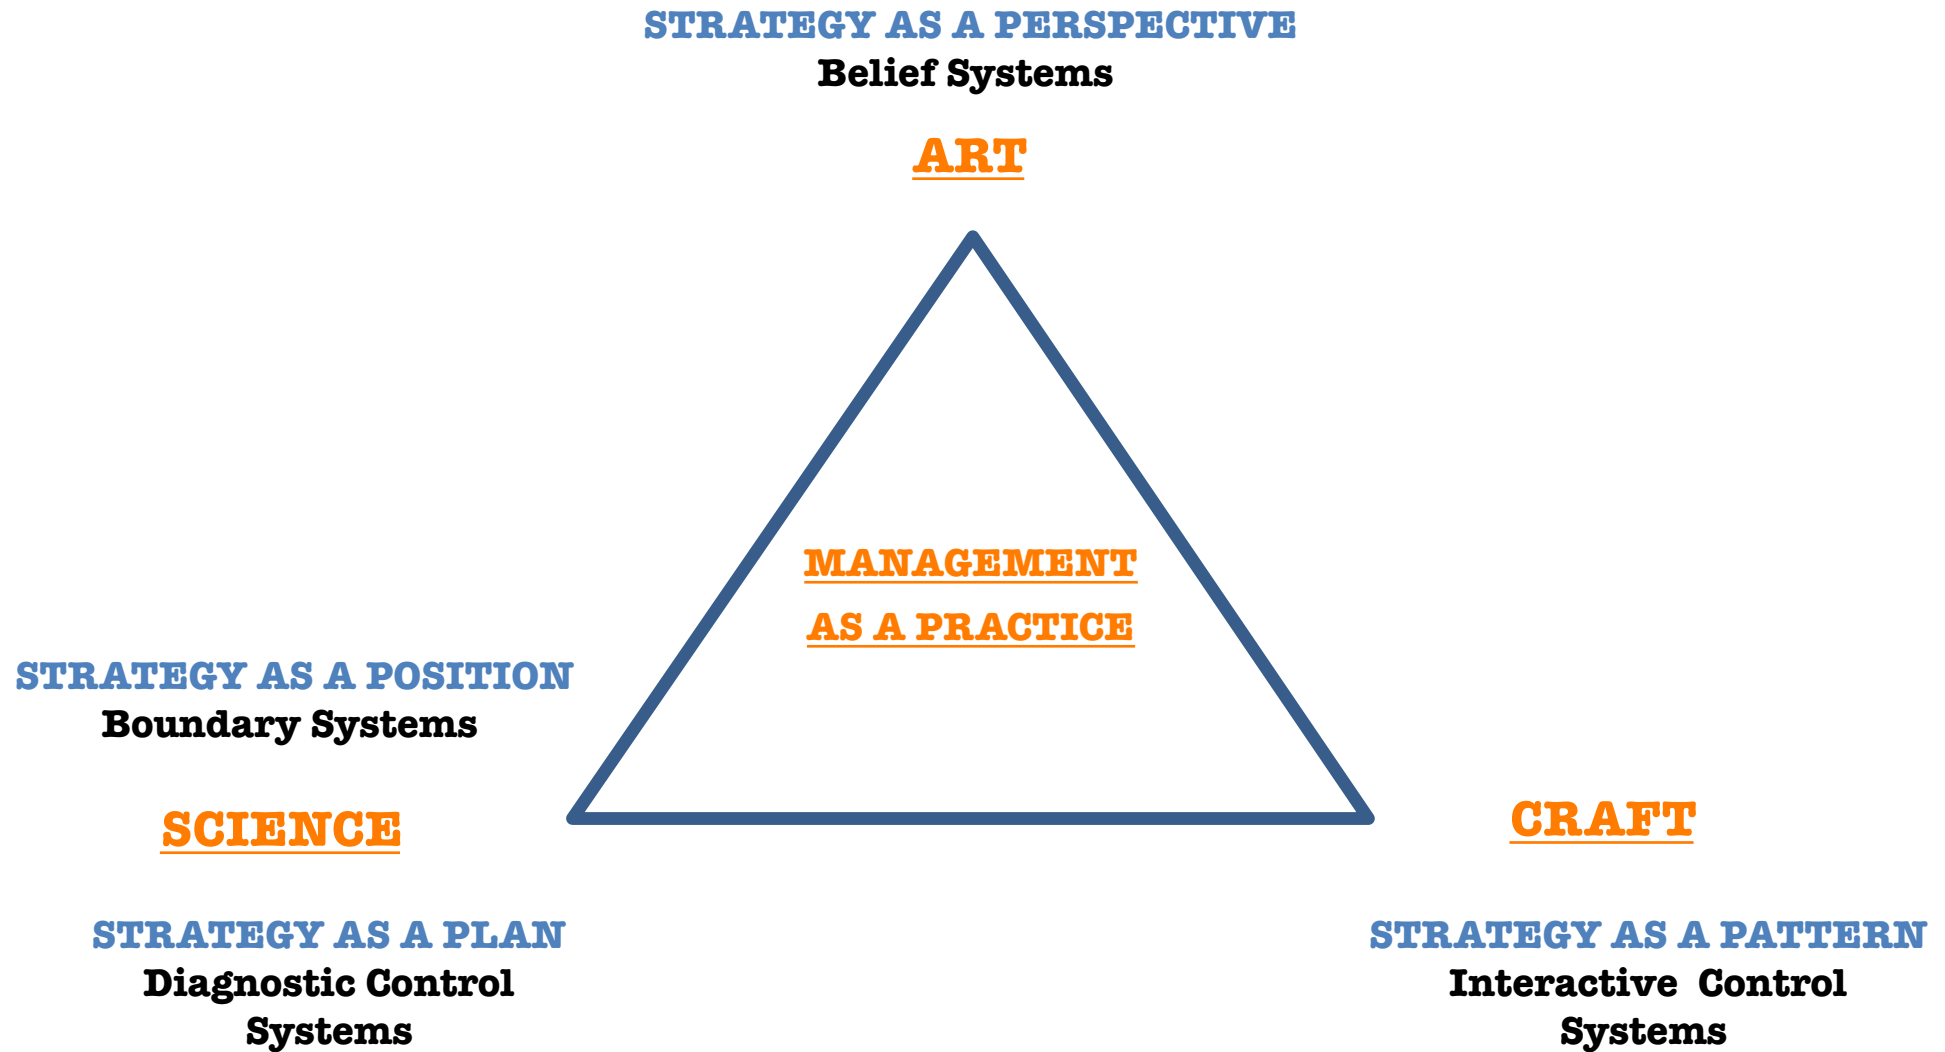 STRATEGY AS A PERSPECTIVE
Belief Systems
ART
MANAGEMENT
AS A PRACTICE
STRATEGY AS A POSITION
Boundary Systems
SCIENCE
STRATEGY AS A PLAN
Diagnostic Control
Systems
CRAFT
STRATEGY AS A PATTERN
Interactive  Control
Systems